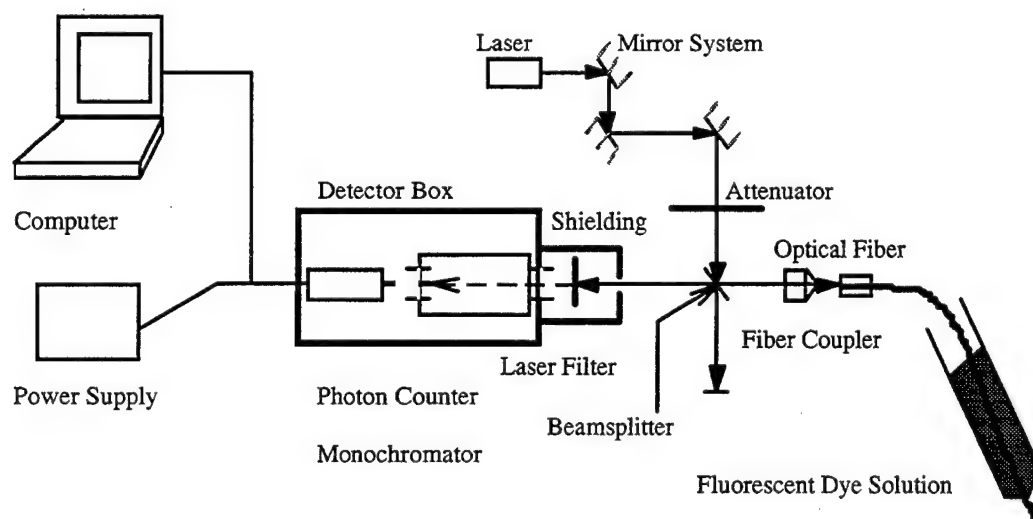 Laser
Mirror System
Detector Box
Attenuator
Computer
Shielding
Optical Fiber
Fiber Coupler
Laser Filter
Power Supply
Photon Counter
Beamsplitter
Monochromator
Fluorescent Dye Solution